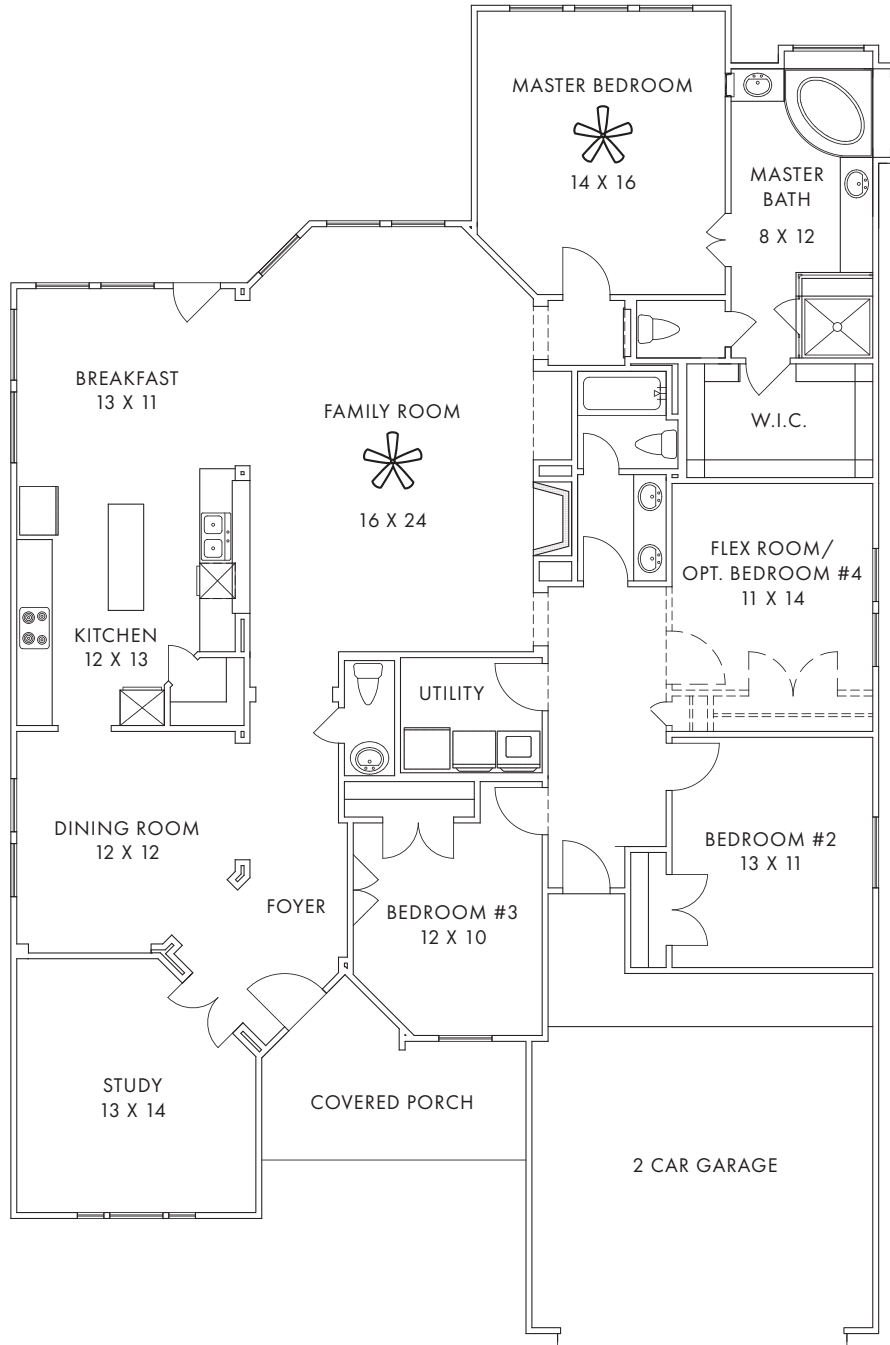 MASTER BEDROOM
14 X 16
MASTER
BATH
8 X 12
BREAKFAST
13 X 11
FAMILY ROOM
16 X 24
W.I.C.
FLEX ROOM/
OPT. BEDROOM #4
11 X 14
KITCHEN
12 X 13
UTILITY
DINING ROOM
12 X 12
BEDROOM #2
13 X 11
FOYER
BEDROOM #3
12 X 10
STUDY
13 X 14
COVERED PORCH
2 CAR GARAGE